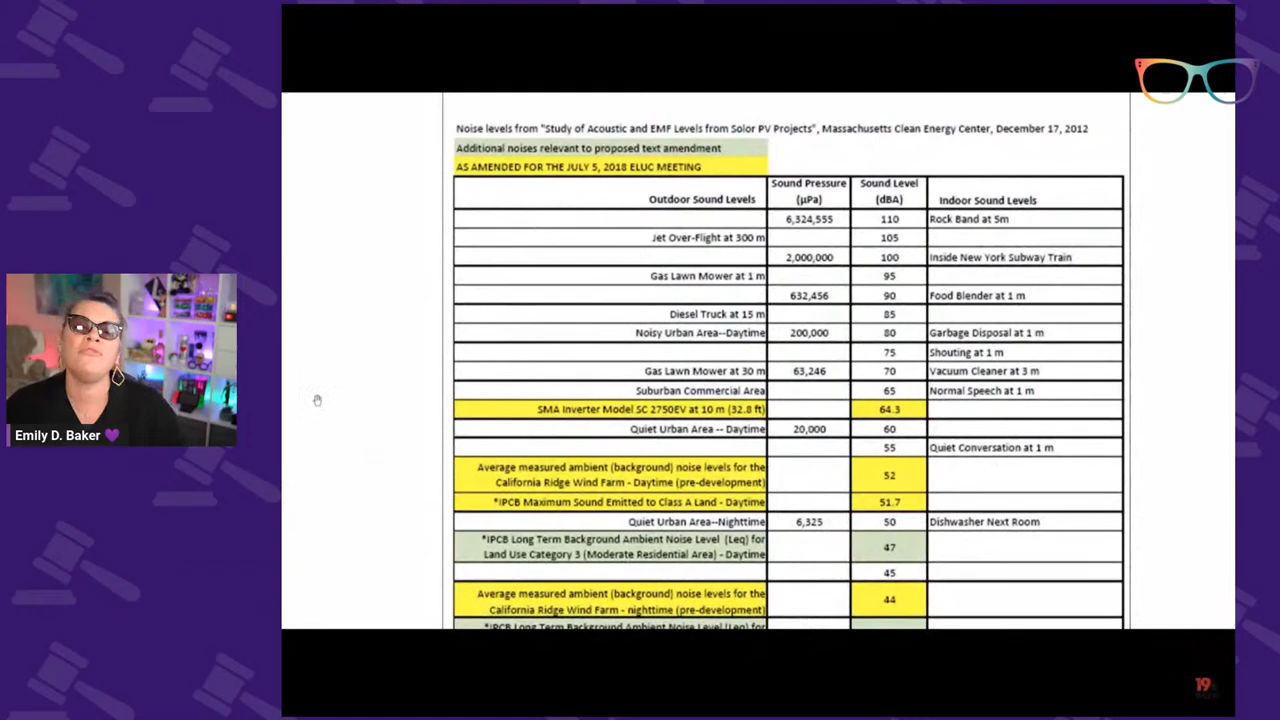 Noise levels from "Study of Acoustic and EMF Levels from Solor PV Projects", Massachusetts Clean Energy Center, December 17, 2012
Additional noises relevant to proposed text amendment
AS AMENDED FOR THE JULY 5, 2018 ELUC MEETING
Outdoor Sound Levels Sound Pressure (µPa) Sound Level (dBA) Indoor Sound Levels
6,324,555 110 Rock Band at 5m
Jet Over-Flight at 300 m 105
2,000,000 100 Inside New York Subway Train
Gas Lawn Mower at 1 m 95
632,456 90 Food Blender at 1 m
Diesel Truck at 15 m 85
Noisy Urban Area--Daytime 200,000 80 Garbage Disposal at 1 m
75 Shouting at 1 m
Gas Lawn Mower at 30 m 63,246 70 Vacuum Cleaner at 3 m
Suburban Commercial Area 65 Normal Speech at 1 m
SMA Inverter Model SC 2750EV at 10 m (32.8 ft) 64.3
Quiet Urban Area -- Daytime 20,000 60
55 Quiet Conversation at 1 m
Average measured ambient (background) noise levels for the
California Ridge Wind Farm - Daytime (pre-development) 52
*IPCB Maximum Sound Emitted to Class A Land - Daytime 51.7
Quiet Urban Area--Nighttime 6,325 50 Dishwasher Next Room
*IPCB Long Term Background Ambient Noise Level (Leq) for
Land Use Category 3 (Moderate Residential Area) - Daytime 47
45
Average measured ambient (background) noise levels for the
California Ridge Wind Farm - nighttime (pre-development) 44
*IPCB Long Term Background Ambient Noise Level (Leq) for
Emily D. Baker
19